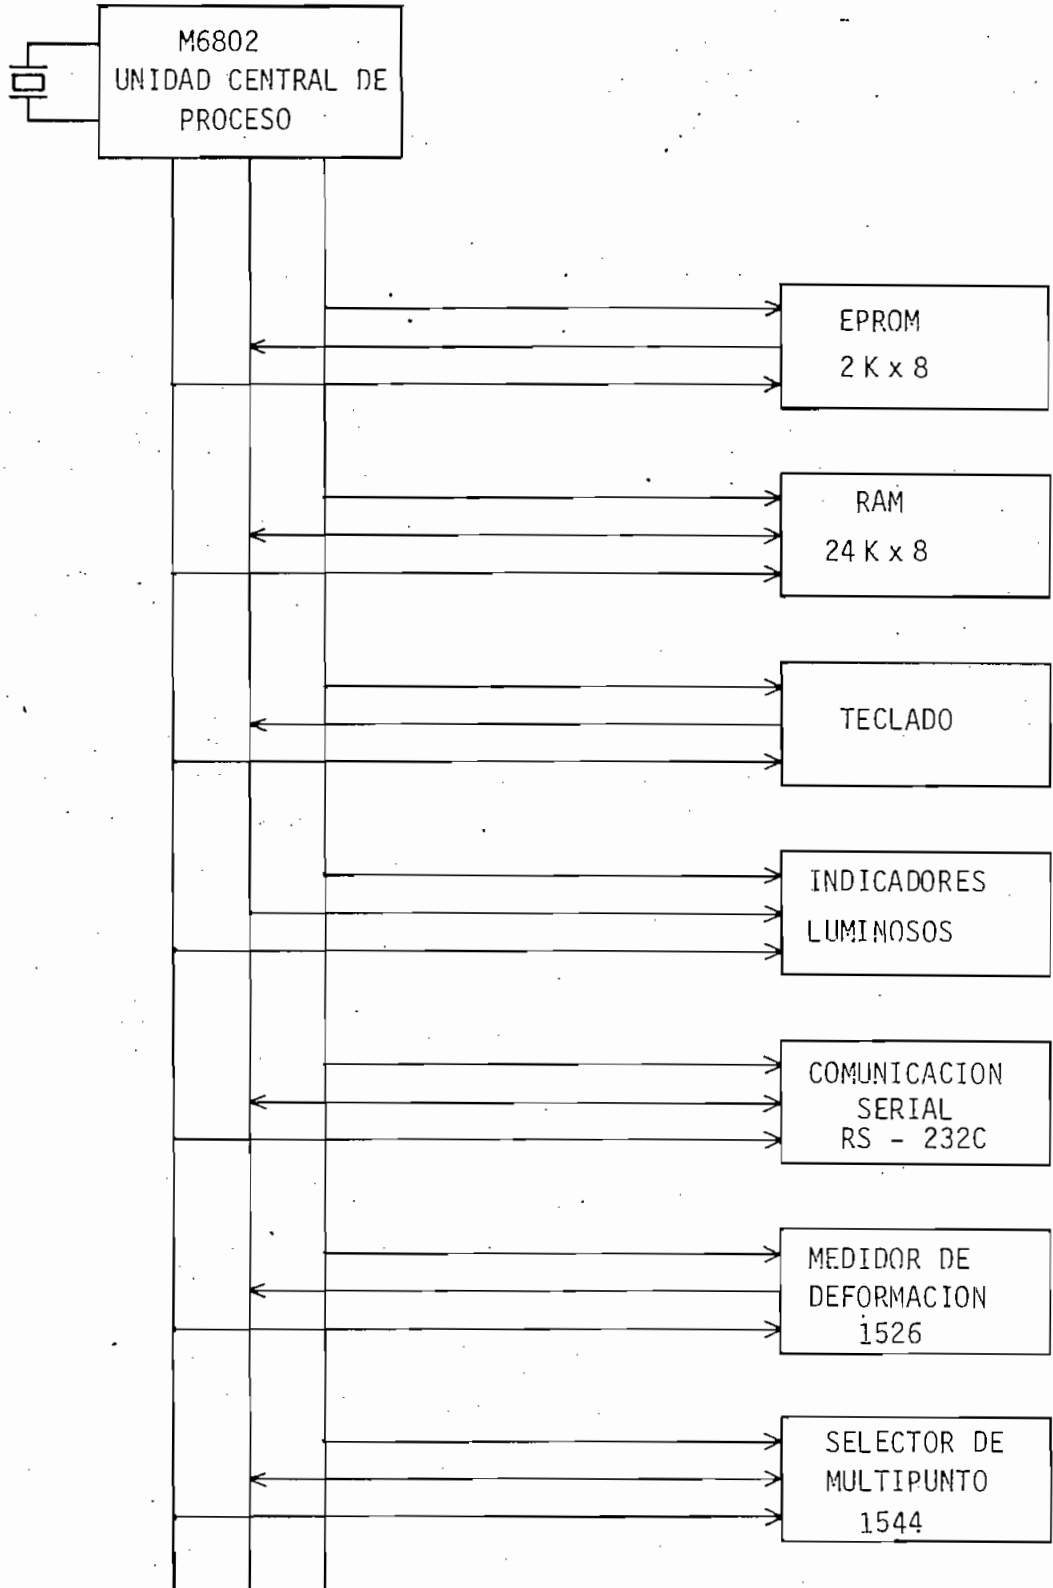 M6802
UNIDAD CENTRAL DE
PROCESO
EPROM
2 K x 8
RAM
24 K x 8
TECLADO
INDICADORES
LUMINOSOS
COMUNICACION
SERIAL
RS - 232C
MEDIDOR DE
DEFORMACION
1526
SELECTOR DE
MULTIPUNTO
1544